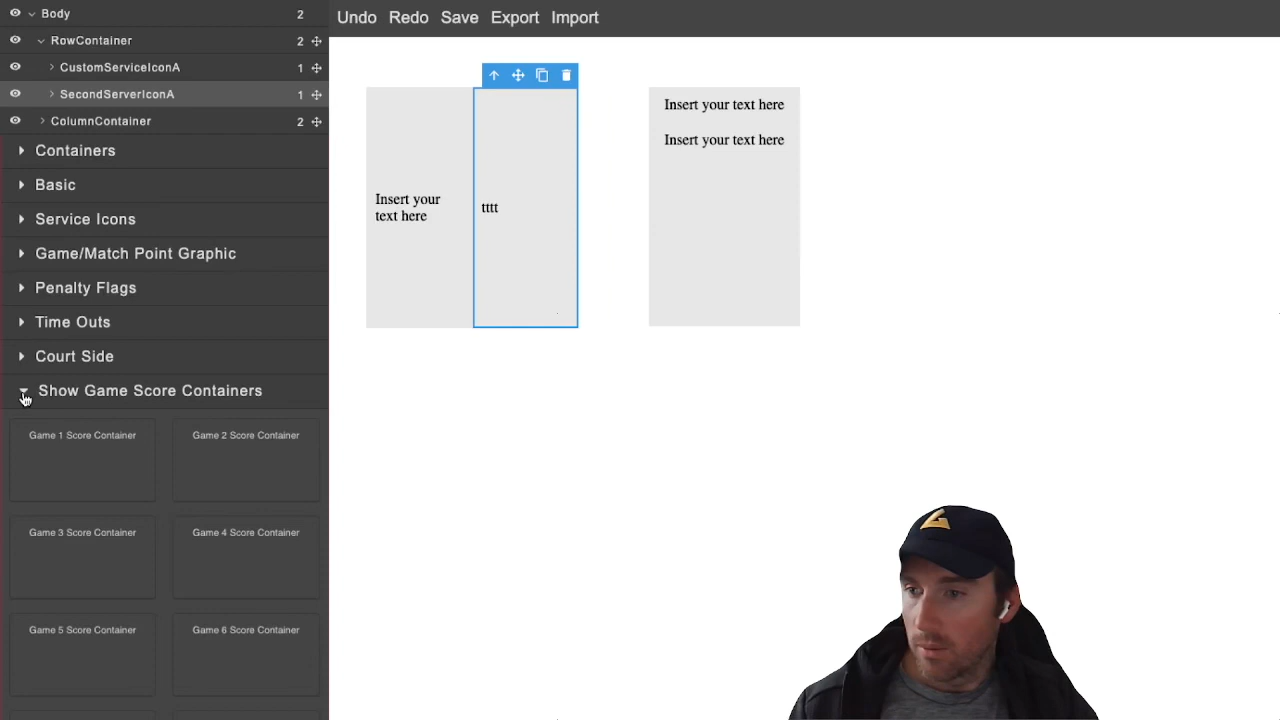 Undo Redo Save Export Import
Body 2
RowContainer 2
CustomServiceIconA 1
SecondServerIconA 1
ColumnContainer 2
Containers
Basic
Service Icons
Game/Match Point Graphic
Penalty Flags
Time Outs
Court Side
Show Game Score Containers
Game 1 Score Container
Game 2 Score Container
Game 3 Score Container
Game 4 Score Container
Game 5 Score Container
Game 6 Score Container
Insert your
text here
tttt
Insert your text here
Insert your text here